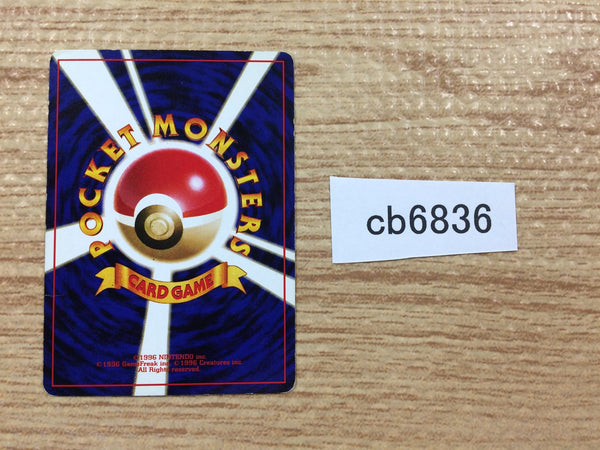 POCKET MONSTERS
CARD GAME
©1996 NINTENDO inc.
©1996 GameFreak inc. ©1996 Creatures inc.
All Rights reserved.
cb6836